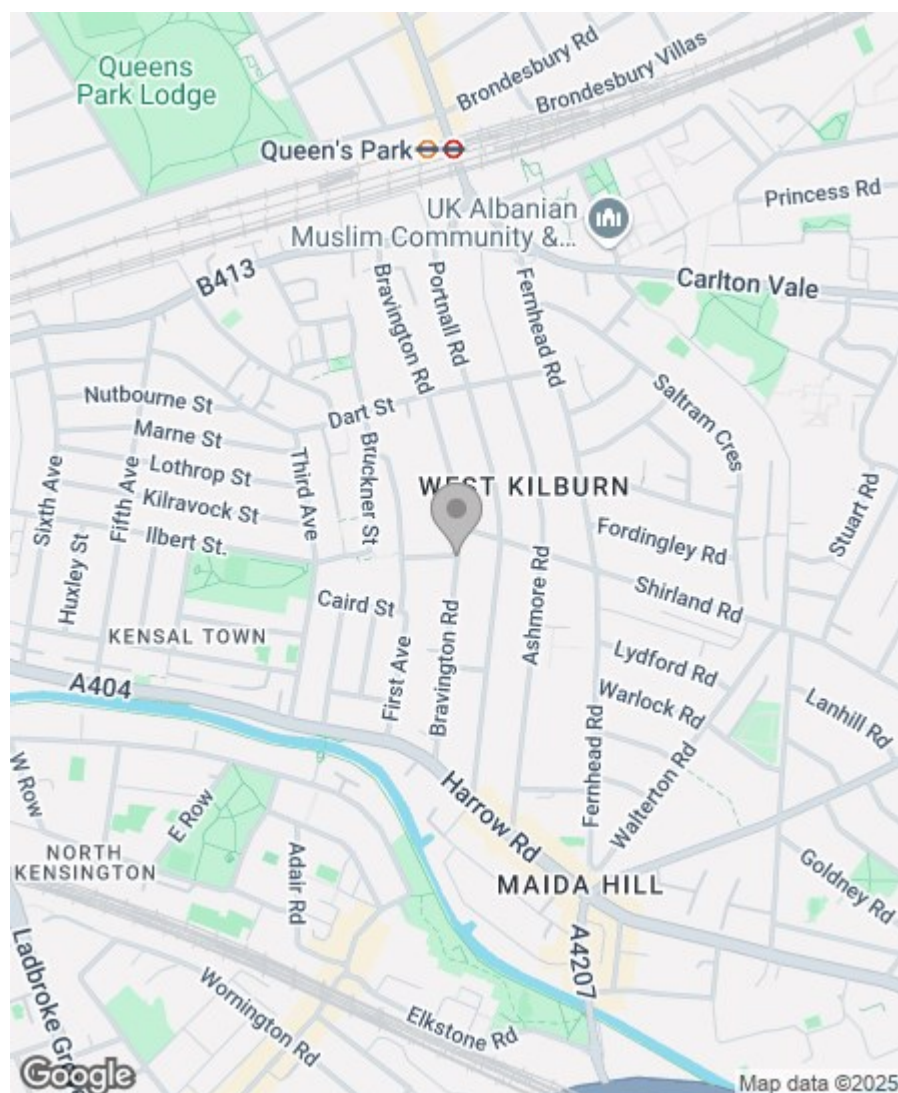 Brondesbury Rd
Brondesbury Villas
Queens
Park Lodge
Queen's Park
Princess Rd
UK Albanian
Muslim Community &...
B413
Carlton Vale
Bravington Rd
Portnall Rd
Fernhead Rd
Saltram Cres
Nutbourne St
Dart St
Marne St
Bruckner St
Lothrop St
Third Ave
Sixth Ave
Fifth Ave
WEST KILBURN
Kilravock St
Stuart Rd
Ilbert St.
Fordingley Rd
Huxley St
Shirland Rd
Caird St
Ashmore Rd
KENSAL TOWN
First Ave
Bravington Rd
Lydford Rd
A404
Warlock Rd
Lanhill Rd
W Row
E Row
Harrow Rd
Fernhead Rd
Walterton Rd
NORTH
KENSINGTON
Adair Rd
MAIDA HILL
Goldney Rd
A4207
Ladbroke Gro
Wornington Rd
Elkstone Rd
Google
Map data ©2025